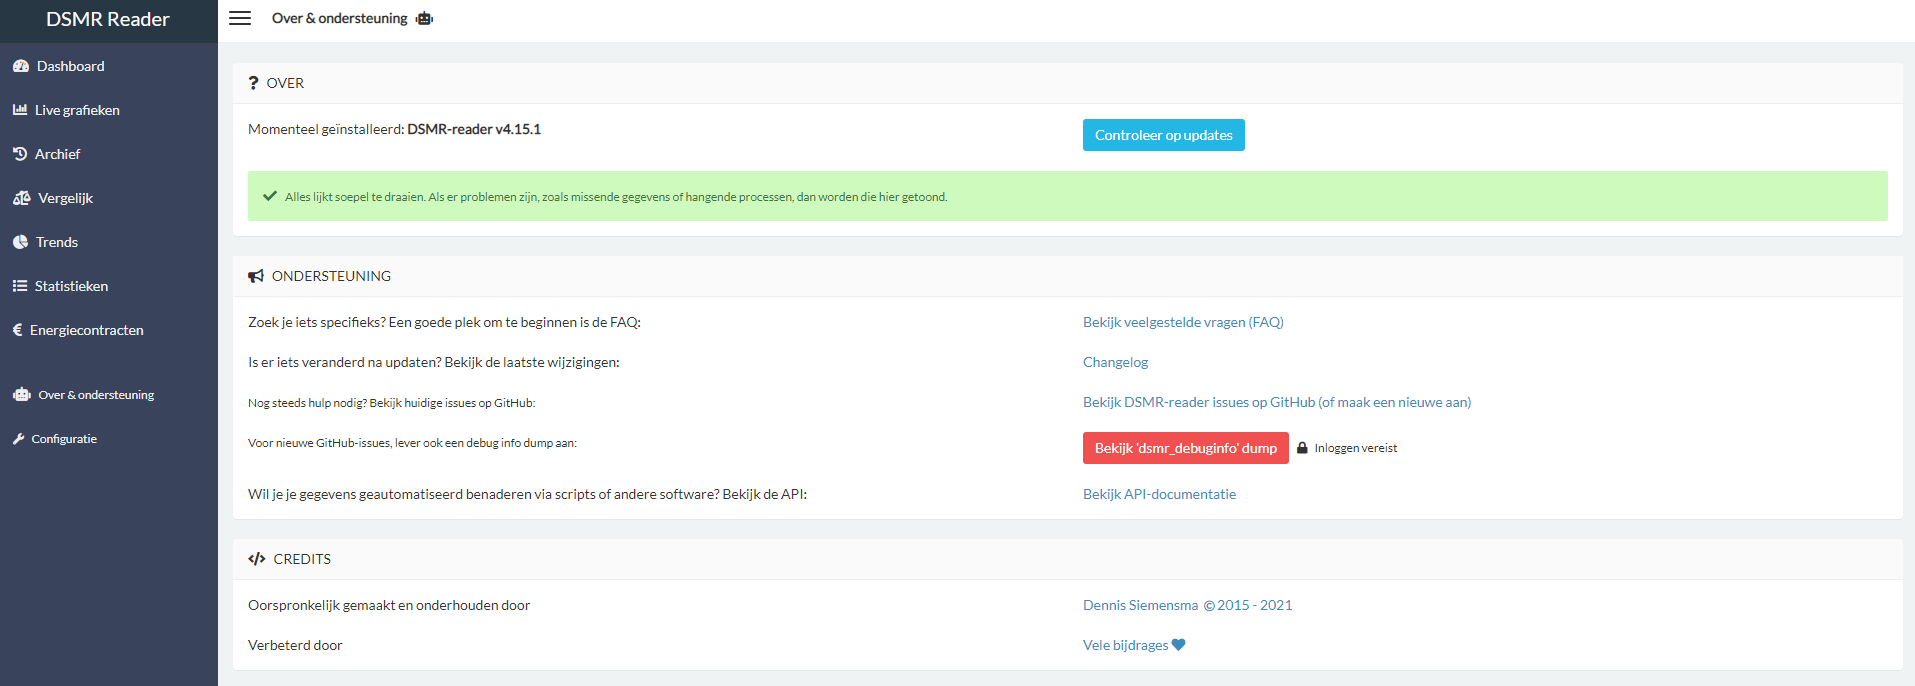 DSMR Reader
Over & ondersteuning
Dashboard
Live grafieken
Archief
Vergelijk
Trends
Statistieken
€ Energiecontracten
Over & ondersteuning
Configuratie
? OVER
Momenteel geïnstalleerd: DSMR-reader v4.15.1
Controleer op updates
Alles lijkt soepel te draaien. Als er problemen zijn, zoals missende gegevens of hangende processen, dan worden die hier getoond.
ONDERSTEUNING
Zoek je iets specifieks? Een goede plek om te beginnen is de FAQ:
Bekijk veelgestelde vragen (FAQ)
Is er iets veranderd na updaten? Bekijk de laatste wijzigingen:
Changelog
Nog steeds hulp nodig? Bekijk huidige issues op GitHub:
Bekijk DSMR-reader issues op GitHub (of maak een nieuwe aan)
Voor nieuwe GitHub-issues, lever ook een debug info dump aan:
Bekijk 'dsmr_debuginfo' dump
Inloggen vereist
Wil je je gegevens geautomatiseerd benaderen via scripts of andere software? Bekijk de API:
Bekijk API-documentatie
</> CREDITS
Oorspronkelijk gemaakt en onderhouden door
Dennis Siemensma © 2015 - 2021
Verbeterd door
Vele bijdrages